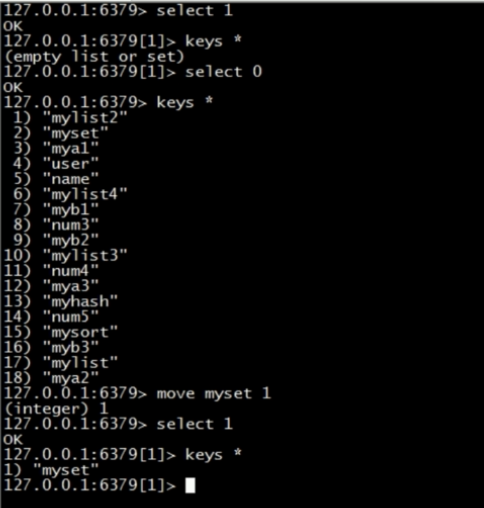 127.0.0.1:6379> select 1
OK
127.0.0.1:6379[1]> keys *
(empty list or set)
127.0.0.1:6379[1]> select 0
OK
127.0.0.1:6379> keys *
 1) "mylist2"
 2) "myset"
 3) "mya1"
 4) "user"
 5) "name"
 6) "mylist4"
 7) "myb1"
 8) "num3"
 9) "myb2"
10) "mylist3"
11) "num4"
12) "mya3"
13) "myhash"
14) "num5"
15) "mysort"
16) "myb3"
17) "mylist"
18) "mya2"
127.0.0.1:6379> move myset 1
(integer) 1
127.0.0.1:6379> select 1
OK
127.0.0.1:6379[1]> keys *
1) "myset"
127.0.0.1:6379[1]>